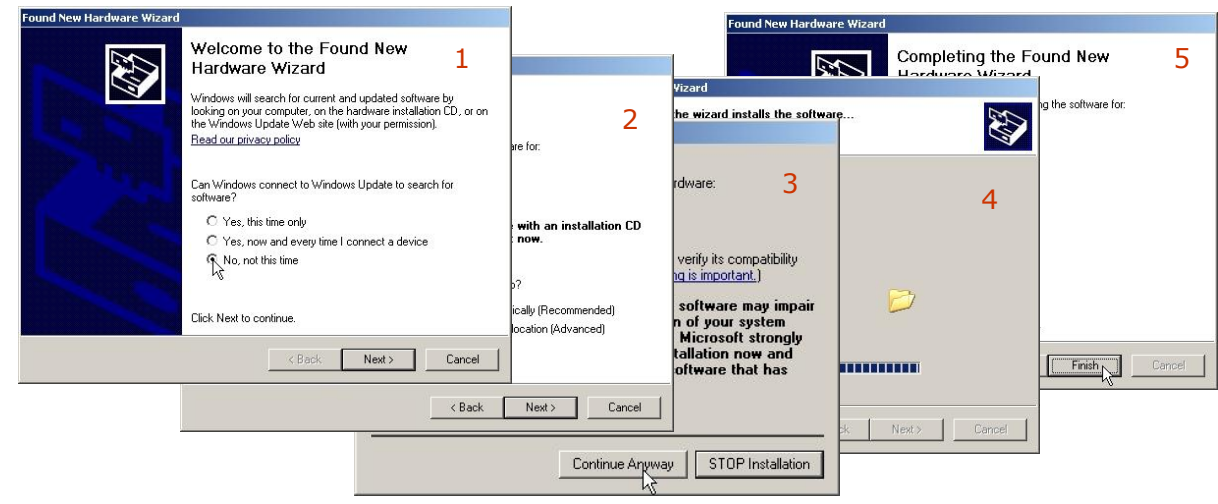 Found New Hardware Wizard
Welcome to the Found New
Hardware Wizard
1
Windows will search for current and updated software by
looking on your computer, on the hardware installation CD, or on
the Windows Update Web site (with your permission).
Read our privacy policy
Can Windows connect to Windows Update to search for
software?
Yes, this time only
Yes, now and every time I connect a device
No, not this time
Click Next to continue.
< Back
Next >
Cancel
2
are for:
with an installation CD
now.
?
ically (Recommended)
location (Advanced)
< Back
Next >
Cancel
3
rdware:
verify its compatibility
ng is important.)
software may impair
n of your system
Microsoft strongly
tallation now and
software that has
Continue Anyway
STOP Installation
Wizard
the wizard installs the software...
4
ck
Next >
Cancel
Found New Hardware Wizard
Completing the Found New
Hardware Wizard
5
ng the software for:
Finish
Cancel